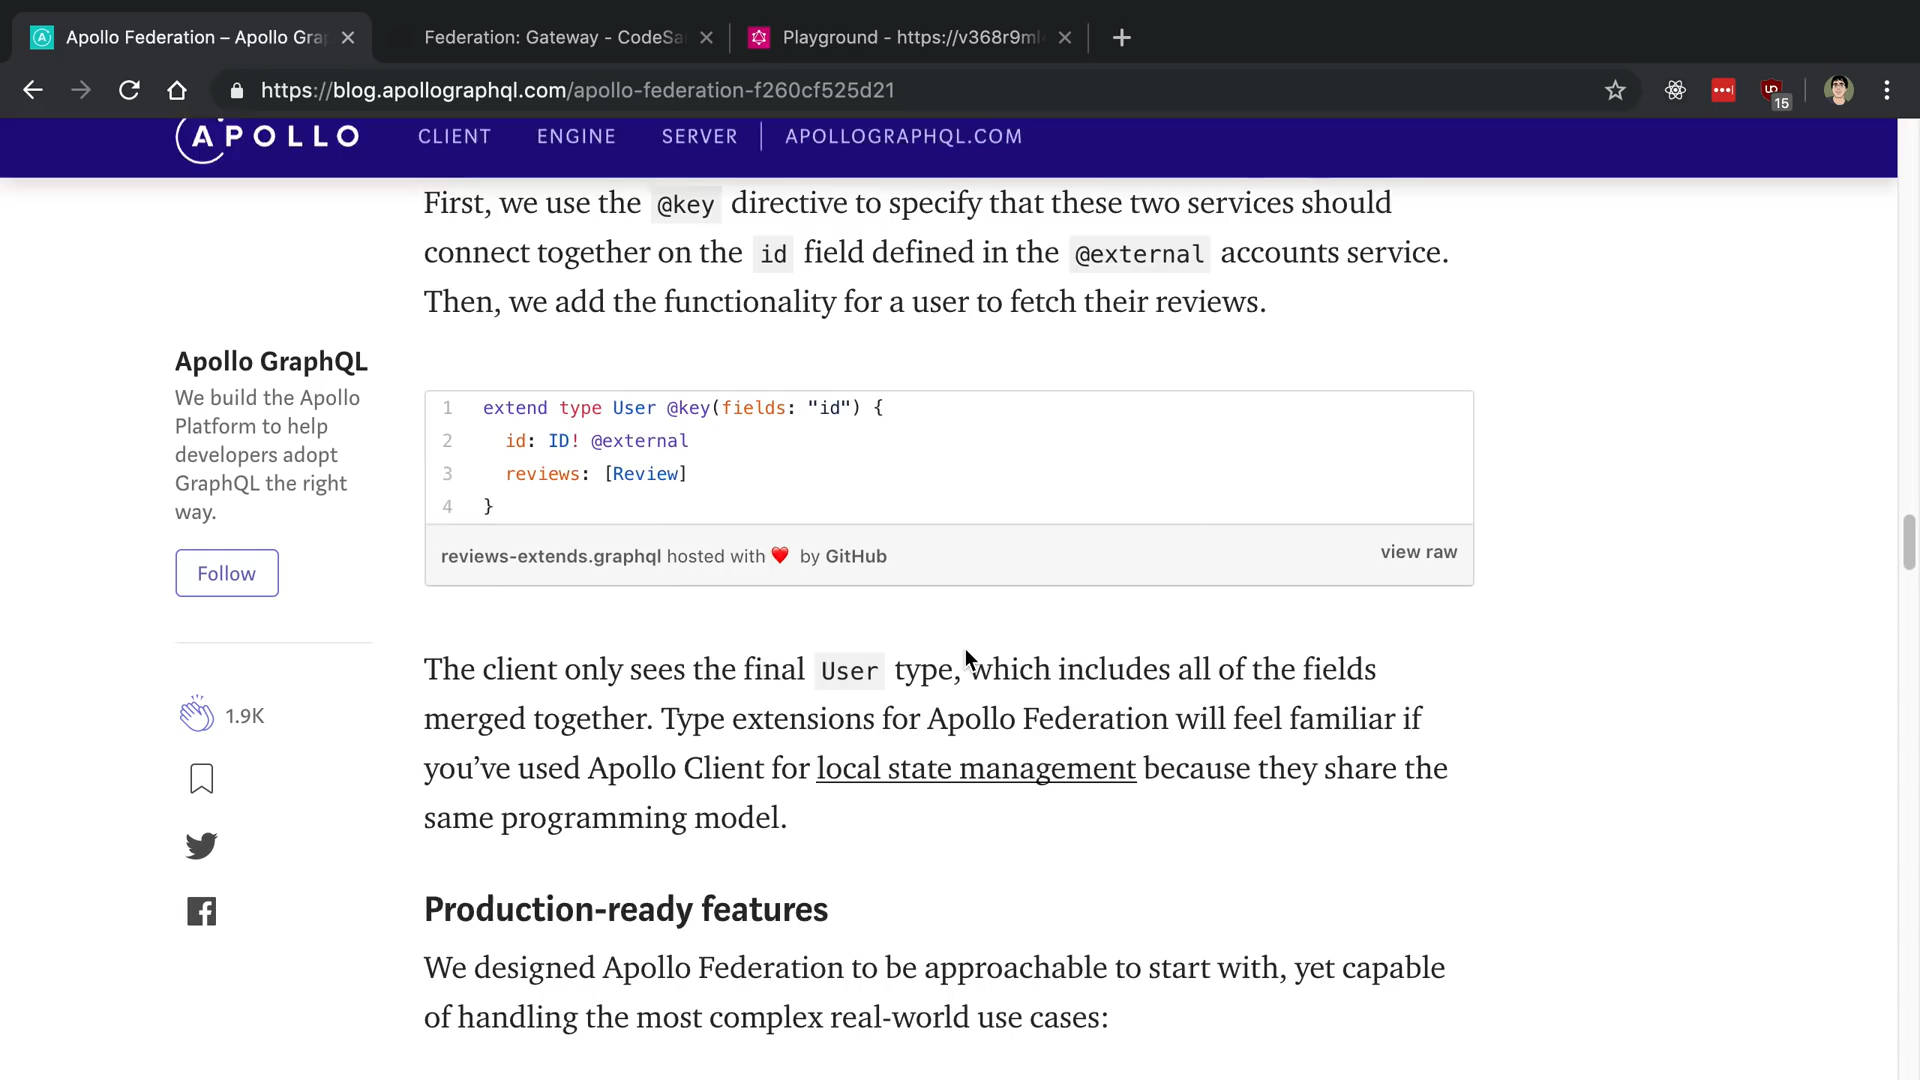 Apollo Federation – Apollo Gra
Federation: Gateway - CodeSa
Playground - https://v368r9ml
https://blog.apollographql.com/apollo-federation-f260cf525d21
15
APOLLO
CLIENT
ENGINE
SERVER
APOLLOGRAPHQL.COM
First, we use the @key directive to specify that these two services should
connect together on the id field defined in the @external accounts service.
Then, we add the functionality for a user to fetch their reviews.
Apollo GraphQL
We build the Apollo
Platform to help
developers adopt
GraphQL the right
way.
Follow
1.9K
1 extend type User @key(fields: "id") {
2 id: ID! @external
3 reviews: [Review]
4 }
reviews-extends.graphql hosted with ❤ by GitHub
view raw
The client only sees the final User type, which includes all of the fields
merged together. Type extensions for Apollo Federation will feel familiar if
you’ve used Apollo Client for local state management because they share the
same programming model.
Production-ready features
We designed Apollo Federation to be approachable to start with, yet capable
of handling the most complex real-world use cases: